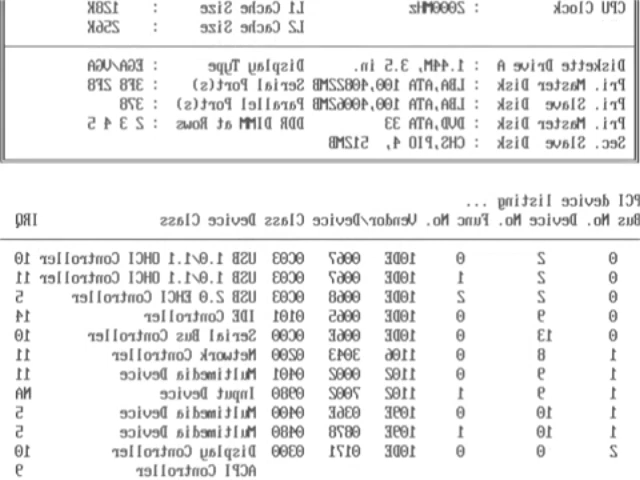 CPU Clock : 2000MHz L1 Cache Size : 128K
L2 Cache Size : 256K
Diskette Drive A : 1.44M, 3.5 in. Display Type : EGA/VGA
Pri. Master Disk : LBA,ATA 100,40822MB Serial Port(s) : 3F8 2F8
Pri. Slave Disk : LBA,ATA 100,40062MB Parallel Port(s) : 378
Pri. Master Disk : DVD,ATA 33 DDR DIMM at Rows : 2 3 4 5
Sec. Slave Disk : CHS,PIO 4, 512MB
PCI device listing ...
Bus No. Device No. Func No. Vendor/Device Class Device Class IRQ
0 2 0 10DE 0067 0C03 USB 1.0/1.1 OHCI Controller 10
0 2 1 10DE 0067 0C03 USB 1.0/1.1 OHCI Controller 11
0 2 2 10DE 0068 0C03 USB 2.0 EHCI Controller 5
0 9 0 10DE 0065 0101 IDE Controller 14
0 13 0 10DE 006E 0C00 Serial Bus Controller 10
1 8 0 1106 3043 0200 Network Controller 11
1 9 0 1102 0002 0401 Multimedia Device 11
1 9 1 1102 7002 0980 Input Device NA
1 10 0 109E 036E 0400 Multimedia Device 5
1 10 1 109E 0878 0480 Multimedia Device 5
2 0 0 10DE 0171 0300 Display Controller 10
ACPI Controller 9